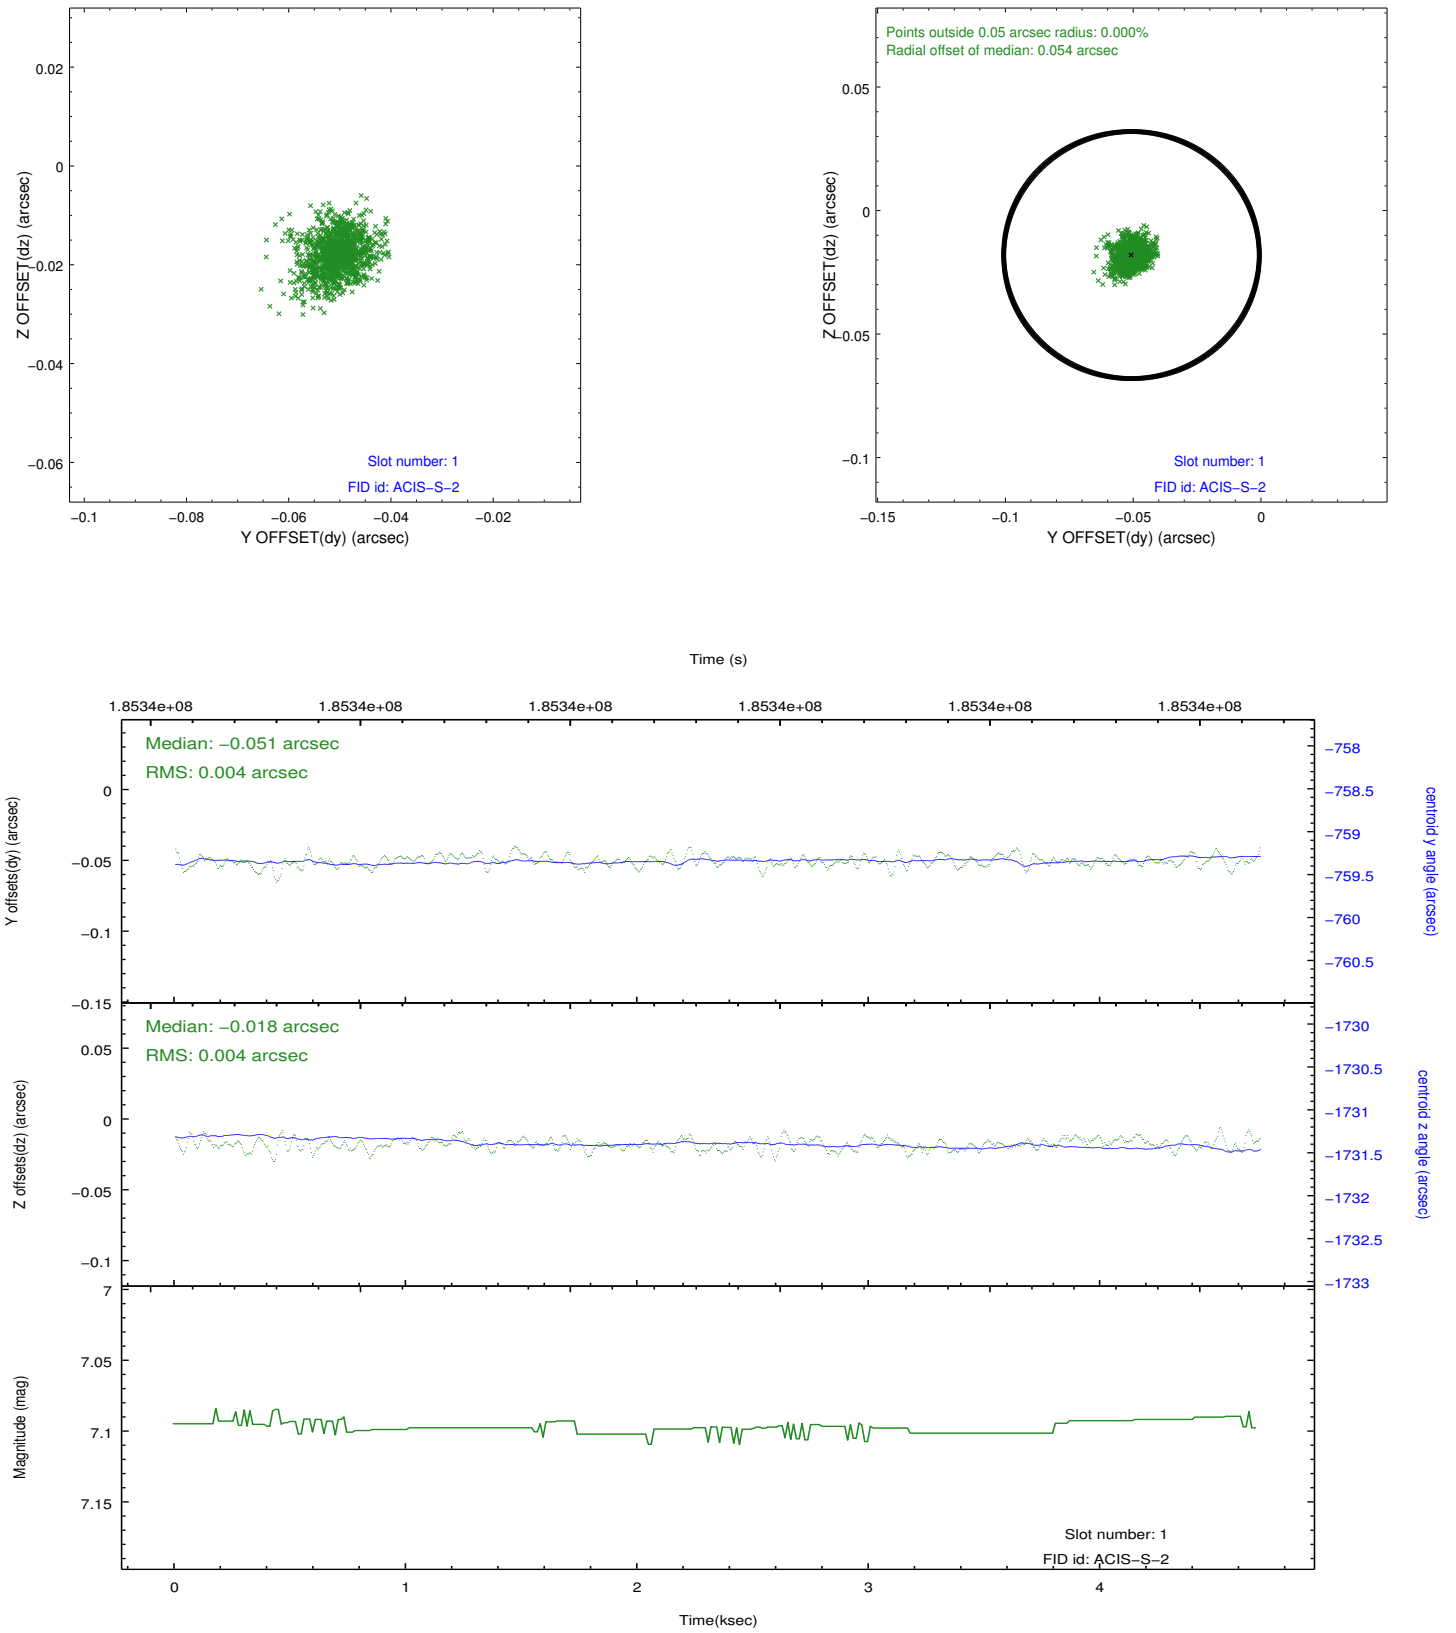 0.02
0
−0.02
−0.04
−0.06
Z OFFSET(dz) (arcsec)
Slot number: 1
FID id: ACIS−S−2
−0.1
−0.08
−0.06
−0.04
−0.02
Y OFFSET(dy) (arcsec)
Points outside 0.05 arcsec radius: 0.000%
Radial offset of median: 0.054 arcsec
0.05
0
−0.05
−0.1
Z OFFSET(dz) (arcsec)
Slot number: 1
FID id: ACIS−S−2
−0.15
−0.1
−0.05
0
Y OFFSET(dy) (arcsec)
Time (s)
1.8534e+08
1.8534e+08
1.8534e+08
1.8534e+08
1.8534e+08
1.8534e+08
Median: −0.051 arcsec
RMS: 0.004 arcsec
0
−0.05
−0.1
−0.15
Y offsets(dy) (arcsec)
−758
−758.5
−759
−759.5
−760
−760.5
centroid y angle (arcsec)
Median: −0.018 arcsec
RMS: 0.004 arcsec
0.05
0
−0.05
−0.1
Z offsets(dz) (arcsec)
−1730
−1730.5
−1731
−1731.5
−1732
−1732.5
−1733
centroid z angle (arcsec)
7
7.05
7.1
7.15
Magnitude (mag)
Slot number: 1
FID id: ACIS−S−2
0
1
2
3
4
Time(ksec)